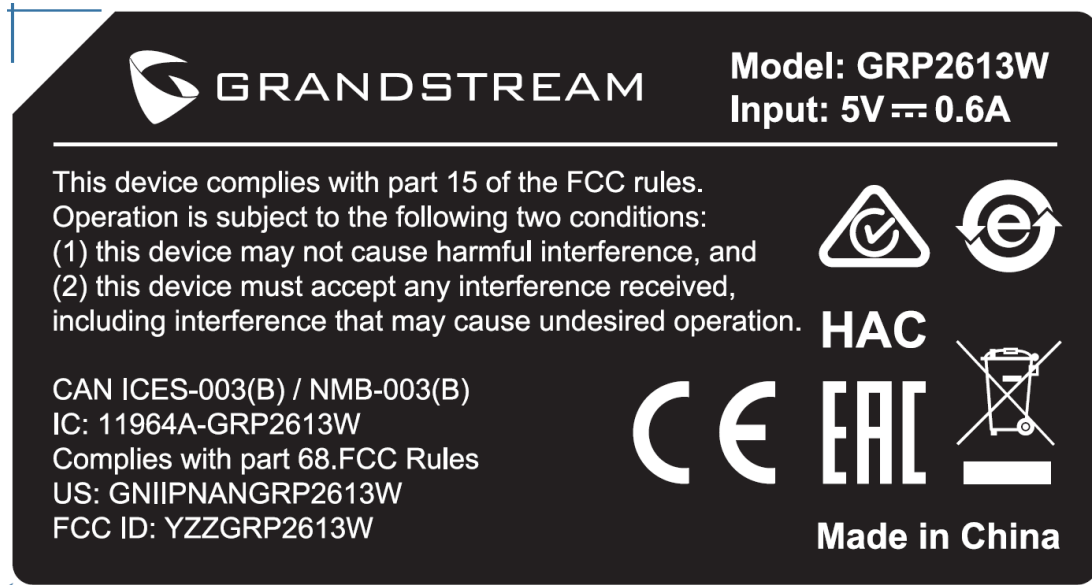 GRANDSTREAM
Model: GRP2613W
Input: 5V ⎓ 0.6A
This device complies with part 15 of the FCC rules.
Operation is subject to the following two conditions:
(1) this device may not cause harmful interference, and
(2) this device must accept any interference received,
including interference that may cause undesired operation.
HAC
CAN ICES-003(B) / NMB-003(B)
IC: 11964A-GRP2613W
Complies with part 68.FCC Rules
US: GNIIPNANGRP2613W
FCC ID: YZZGRP2613W
CE
EAC
Made in China